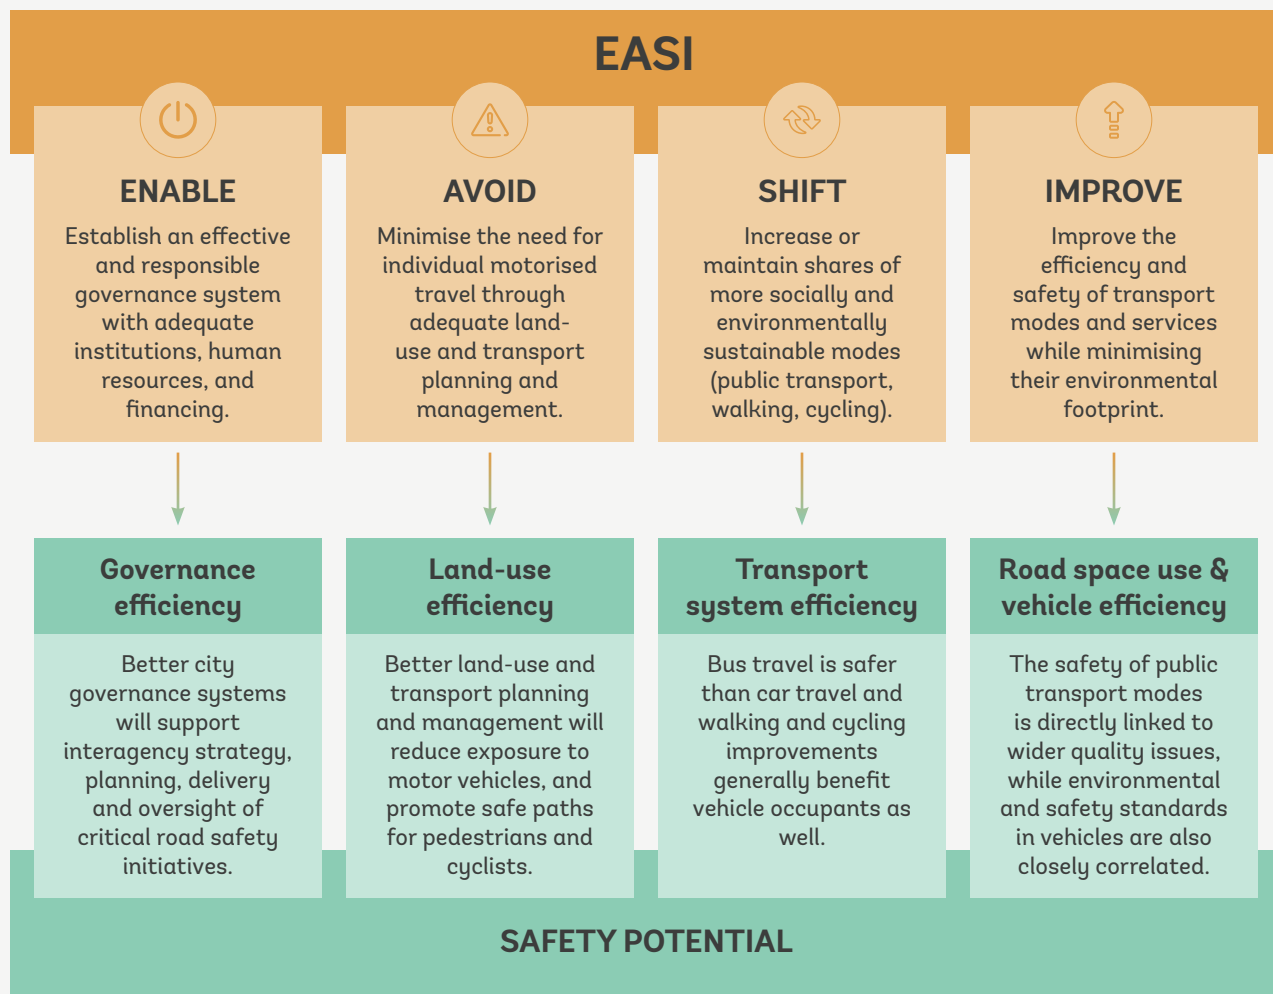 EASI
ENABLE
Establish an effective
and responsible
governance system
with adequate
institutions, human
resources, and
financing.
AVOID
Minimise the need for
individual motorised
travel through
adequate land-
use and transport
planning and
management.
SHIFT
Increase or
maintain shares of
more socially and
environmentally
sustainable modes
(public transport,
walking, cycling).
IMPROVE
Improve the
efficiency and
safety of transport
modes and services
while minimising
their environmental
footprint.
Governance
efficiency
Better city
governance systems
will support
interagency strategy,
planning, delivery
and oversight of
critical road safety
initiatives.
Land-use
efficiency
Better land-use and
transport planning
and management will
reduce exposure to
motor vehicles, and
promote safe paths
for pedestrians and
cyclists.
Transport
system efficiency
Bus travel is safer
than car travel and
walking and cycling
improvements
generally benefit
vehicle occupants as
well.
Road space use &
vehicle efficiency
The safety of public
transport modes
is directly linked to
wider quality issues,
while environmental
and safety standards
in vehicles are also
closely correlated.
SAFETY POTENTIAL